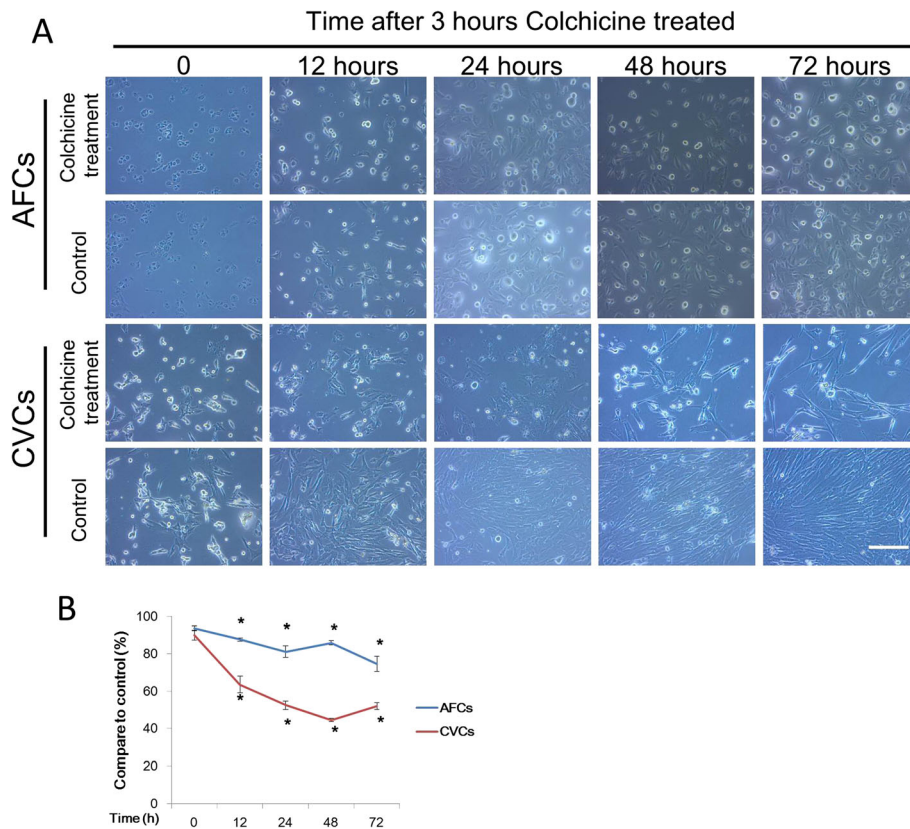 A
Time after 3 hours Colchicine treated
0 12 hours 24 hours 48 hours 72 hours
AFCs
Colchicine
treatment
Control
CVCs
Colchicine
treatment
Control
B
Compare to control (%)
100
80
60
40
20
0
* * * *
* * * *
AFCs
CVCs
Time (h) 0 12 24 48 72